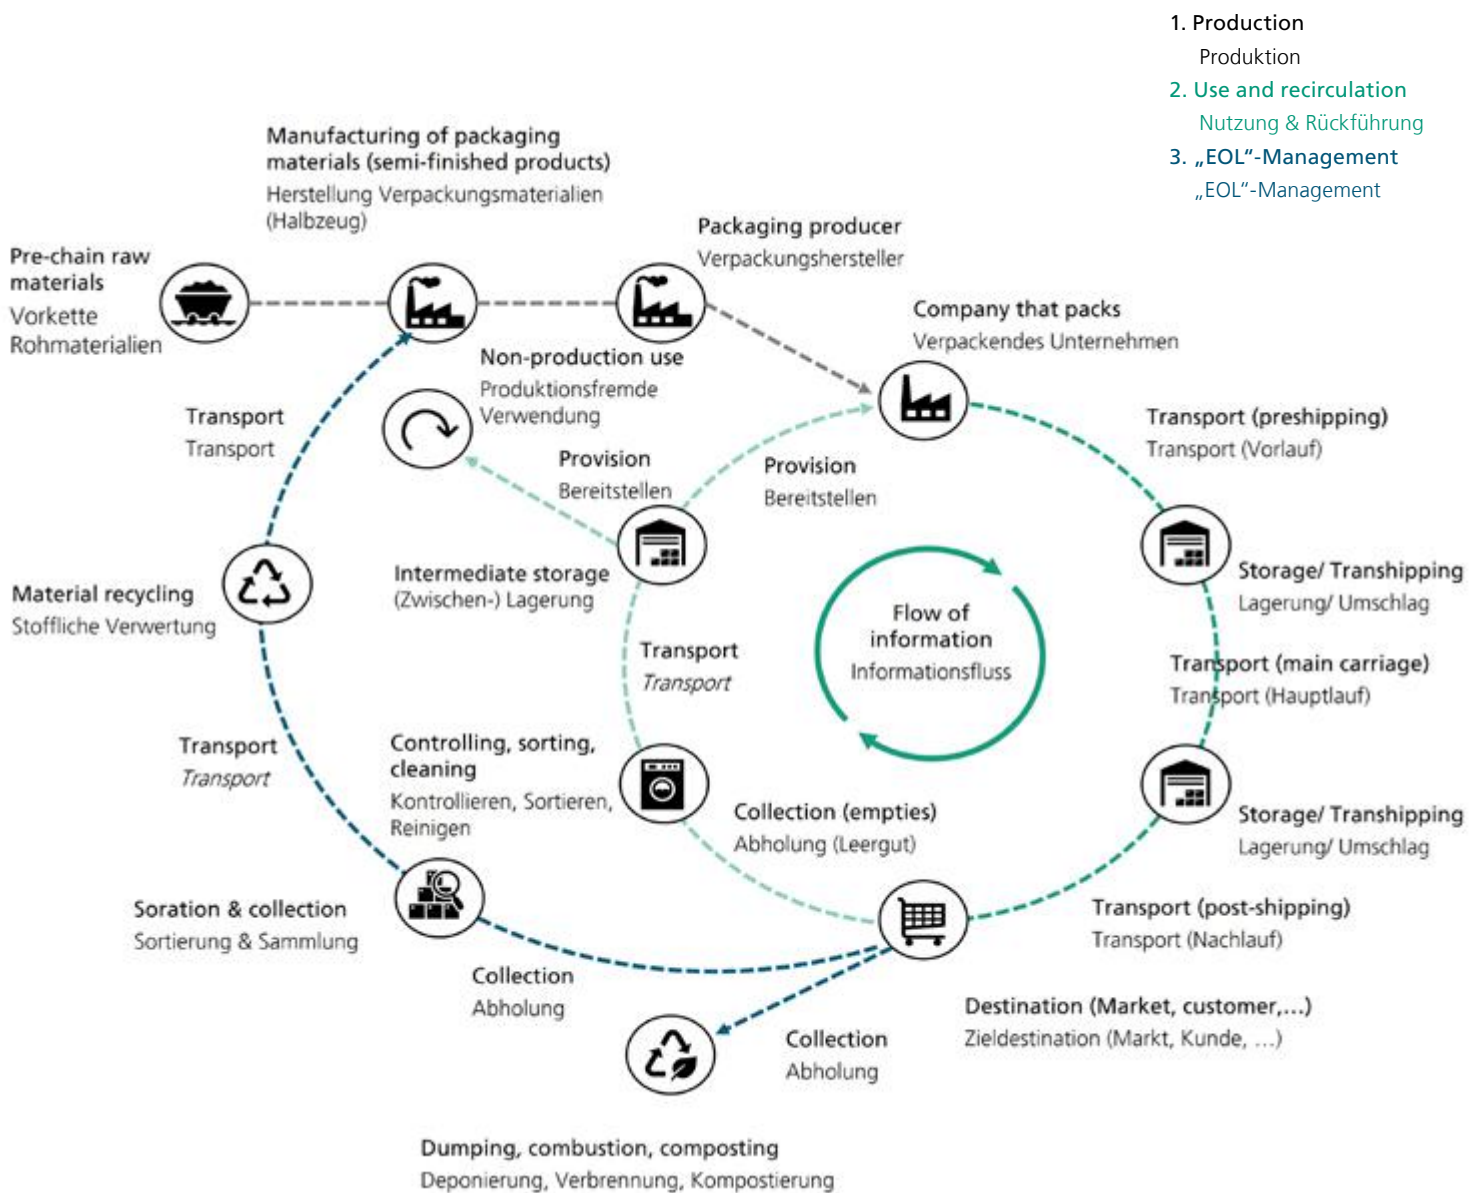 1. Production
Produktion
2. Use and recirculation
Nutzung & Rückführung
3. „EOL“-Management
„EOL“-Management
Manufacturing of packaging
materials (semi-finished products)
Herstellung Verpackungsmaterialien
(Halbzeug)
Packaging producer
Verpackungshersteller
Pre-chain raw
materials
Vorkette
Rohmaterialien
Company that packs
Verpackendes Unternehmen
Non-production use
Produktionsfremde
Verwendung
Transport
Transport
Transport (preshipping)
Transport (Vorlauf)
Provision
Bereitstellen
Provision
Bereitstellen
Intermediate storage
(Zwischen-) Lagerung
Storage/ Transhipping
Lagerung/ Umschlag
Material recycling
Stoffliche Verwertung
Flow of
information
Informationsfluss
Transport
Transport
Transport (main carriage)
Transport (Hauptlauf)
Transport
Transport
Controlling, sorting,
cleaning
Kontrollieren, Sortieren,
Reinigen
Collection (empties)
Abholung (Leergut)
Storage/ Transhipping
Lagerung/ Umschlag
Soration & collection
Sortierung & Sammlung
Transport (post-shipping)
Transport (Nachlauf)
Collection
Abholung
Destination (Market, customer,...)
Zieldestination (Markt, Kunde, ...)
Collection
Abholung
Dumping, combustion, composting
Deponierung, Verbrennung, Kompostierung